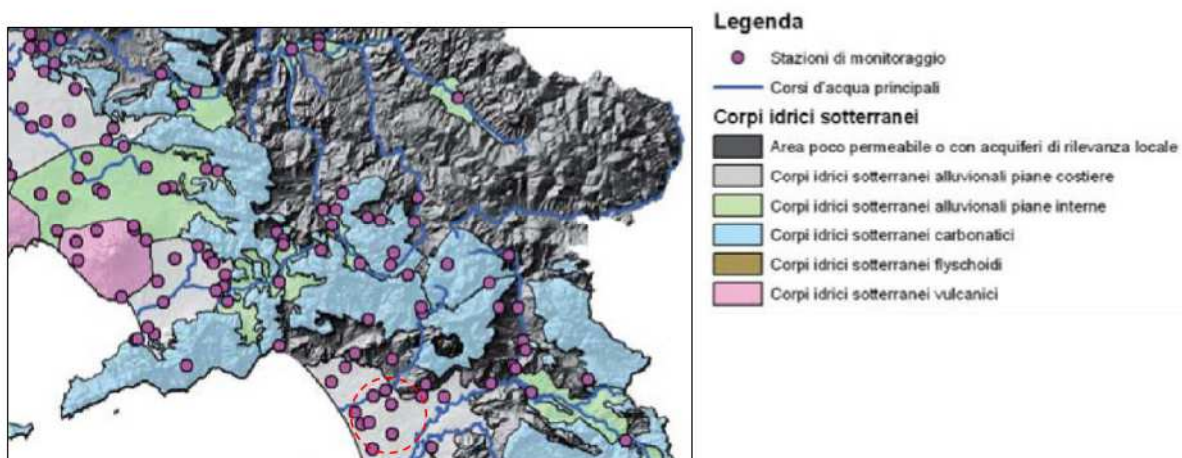 Legenda
Stazioni di monitoraggio
Corsi d'acqua principali
Corpi idrici sotterranei
Area poco permeabile o con acquiferi di rilevanza locale
Corpi idrici sotterranei alluvionali piane costiere
Corpi idrici sotterranei alluvionali piane interne
Corpi idrici sotterranei carbonatici
Corpi idrici sotterranei flyschoidi
Corpi idrici sotterranei vulcanici